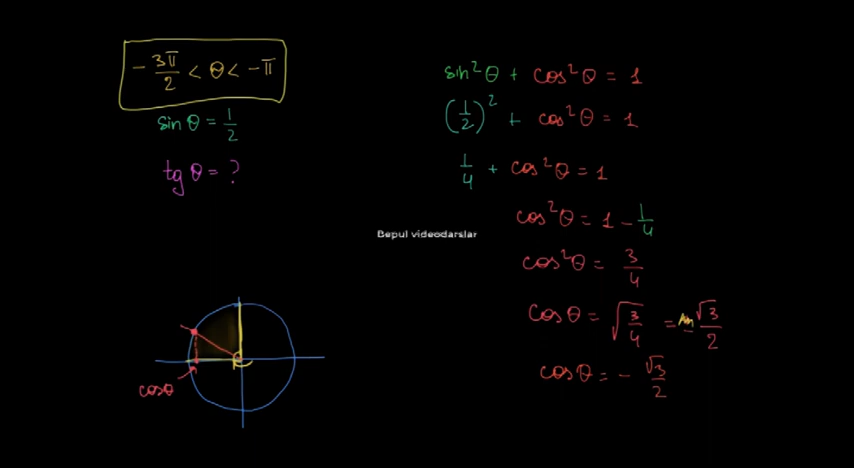 -3π/2 < θ < -π
sin θ = 1/2
tg θ = ?
sin²θ + cos²θ = 1
(1/2)² + cos²θ = 1
1/4 + cos²θ = 1
cos²θ = 1 - 1/4
Bepul videodarslar
cos²θ = 3/4
cos θ = √3/4 = - √3/2
cos θ = - √3/2
cosθ